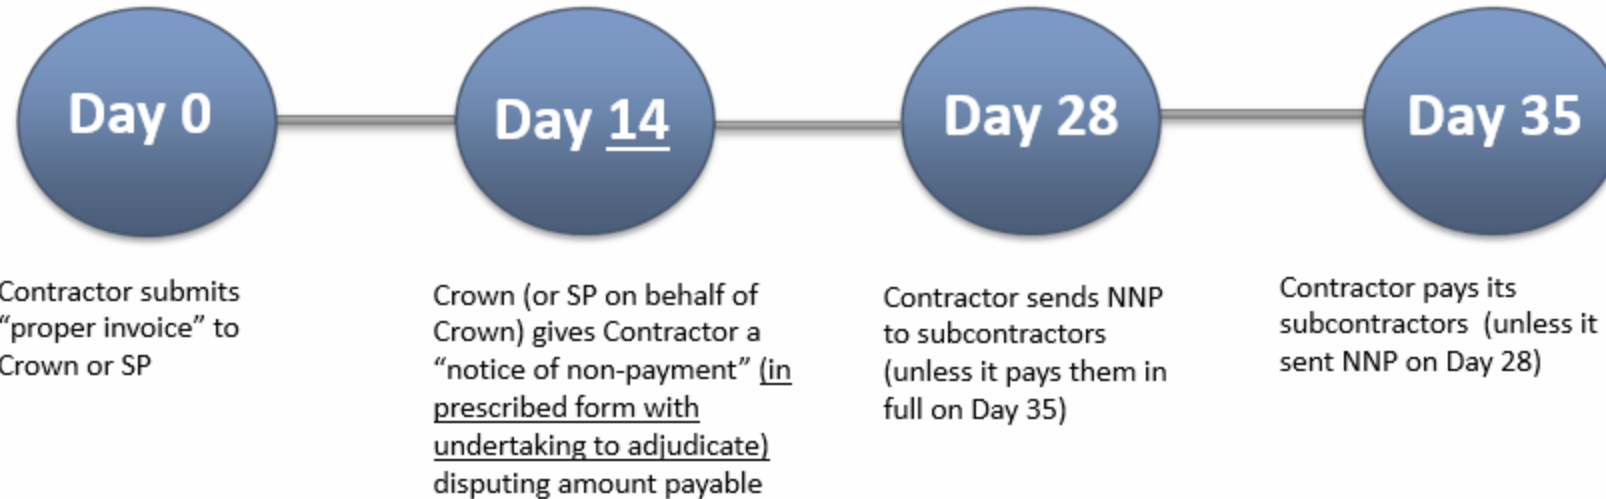 Day 0
Day 14
Day 28
Day 35
Contractor submits
“proper invoice” to
Crown or SP
Crown (or SP on behalf of
Crown) gives Contractor a
“notice of non-payment” (in
prescribed form with
undertaking to adjudicate)
disputing amount payable
Contractor sends NNP
to subcontractors
(unless it pays them in
full on Day 35)
Contractor pays its
subcontractors (unless it
sent NNP on Day 28)